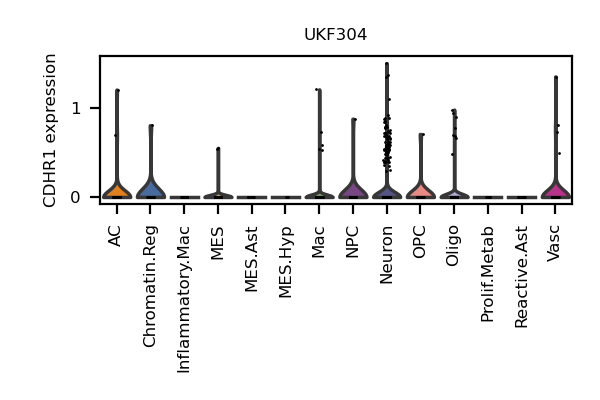 UKF304
CDHR1 expression
1
0
AC
Chromatin.Reg
Inflammatory.Mac
MES
MES.Ast
MES.Hyp
Mac
NPC
Neuron
OPC
Oligo
Prolif.Metab
Reactive.Ast
Vasc